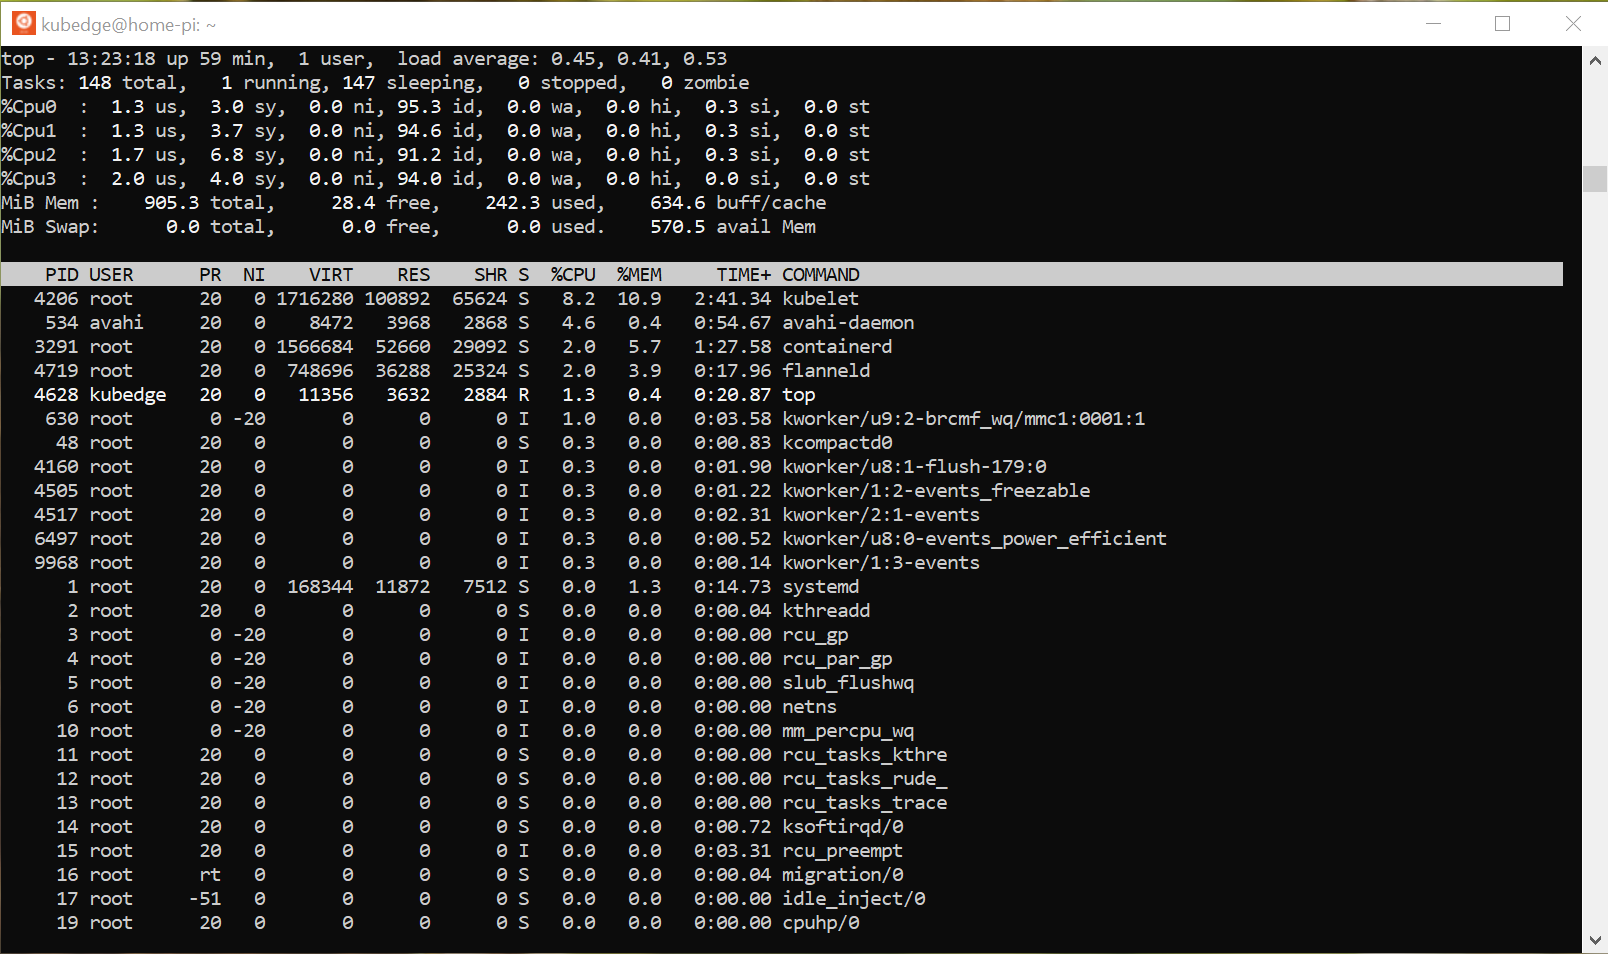 kubedge@home-pi: ~
top - 13:23:18 up 59 min,  1 user,  load average: 0.45, 0.41, 0.53
Tasks: 148 total,   1 running, 147 sleeping,   0 stopped,   0 zombie
%Cpu0  :  1.3 us,  3.0 sy,  0.0 ni, 95.3 id,  0.0 wa,  0.0 hi,  0.3 si,  0.0 st
%Cpu1  :  1.3 us,  3.7 sy,  0.0 ni, 94.6 id,  0.0 wa,  0.0 hi,  0.3 si,  0.0 st
%Cpu2  :  1.7 us,  6.8 sy,  0.0 ni, 91.2 id,  0.0 wa,  0.0 hi,  0.3 si,  0.0 st
%Cpu3  :  2.0 us,  4.0 sy,  0.0 ni, 94.0 id,  0.0 wa,  0.0 hi,  0.0 si,  0.0 st
MiB Mem :    905.3 total,     28.4 free,    242.3 used,    634.6 buff/cache
MiB Swap:      0.0 total,      0.0 free,      0.0 used.    570.5 avail Mem
    PID USER      PR  NI    VIRT    RES    SHR S  %CPU  %MEM     TIME+ COMMAND
   4206 root      20   0 1716280 100892  65624 S   8.2  10.9   2:41.34 kubelet
    534 avahi     20   0    8472   3968   2868 S   4.6   0.4   0:54.67 avahi-daemon
   3291 root      20   0 1566684  52660  29092 S   2.0   5.7   1:27.58 containerd
   4719 root      20   0  748696  36288  25324 S   2.0   3.9   0:17.96 flanneld
   4628 kubedge   20   0   11356   3632   2884 R   1.3   0.4   0:20.87 top
    630 root       0 -20       0      0      0 I   1.0   0.0   0:03.58 kworker/u9:2-brcmf_wq/mmc1:0001:1
     48 root      20   0       0      0      0 S   0.3   0.0   0:00.83 kcompactd0
   4160 root      20   0       0      0      0 I   0.3   0.0   0:01.90 kworker/u8:1-flush-179:0
   4505 root      20   0       0      0      0 I   0.3   0.0   0:01.22 kworker/1:2-events_freezable
   4517 root      20   0       0      0      0 I   0.3   0.0   0:02.31 kworker/2:1-events
   6497 root      20   0       0      0      0 I   0.3   0.0   0:00.52 kworker/u8:0-events_power_efficient
   9968 root      20   0       0      0      0 I   0.3   0.0   0:00.14 kworker/1:3-events
      1 root      20   0  168344  11872   7512 S   0.0   1.3   0:14.73 systemd
      2 root      20   0       0      0      0 S   0.0   0.0   0:00.04 kthreadd
      3 root       0 -20       0      0      0 I   0.0   0.0   0:00.00 rcu_gp
      4 root       0 -20       0      0      0 I   0.0   0.0   0:00.00 rcu_par_gp
      5 root       0 -20       0      0      0 I   0.0   0.0   0:00.00 slub_flushwq
      6 root       0 -20       0      0      0 I   0.0   0.0   0:00.00 netns
     10 root       0 -20       0      0      0 I   0.0   0.0   0:00.00 mm_percpu_wq
     11 root      20   0       0      0      0 S   0.0   0.0   0:00.00 rcu_tasks_kthre
     12 root      20   0       0      0      0 S   0.0   0.0   0:00.00 rcu_tasks_rude_
     13 root      20   0       0      0      0 S   0.0   0.0   0:00.00 rcu_tasks_trace
     14 root      20   0       0      0      0 S   0.0   0.0   0:00.72 ksoftirqd/0
     15 root      20   0       0      0      0 I   0.0   0.0   0:03.31 rcu_preempt
     16 root      rt   0       0      0      0 S   0.0   0.0   0:00.04 migration/0
     17 root     -51   0       0      0      0 S   0.0   0.0   0:00.00 idle_inject/0
     19 root      20   0       0      0      0 S   0.0   0.0   0:00.00 cpuhp/0